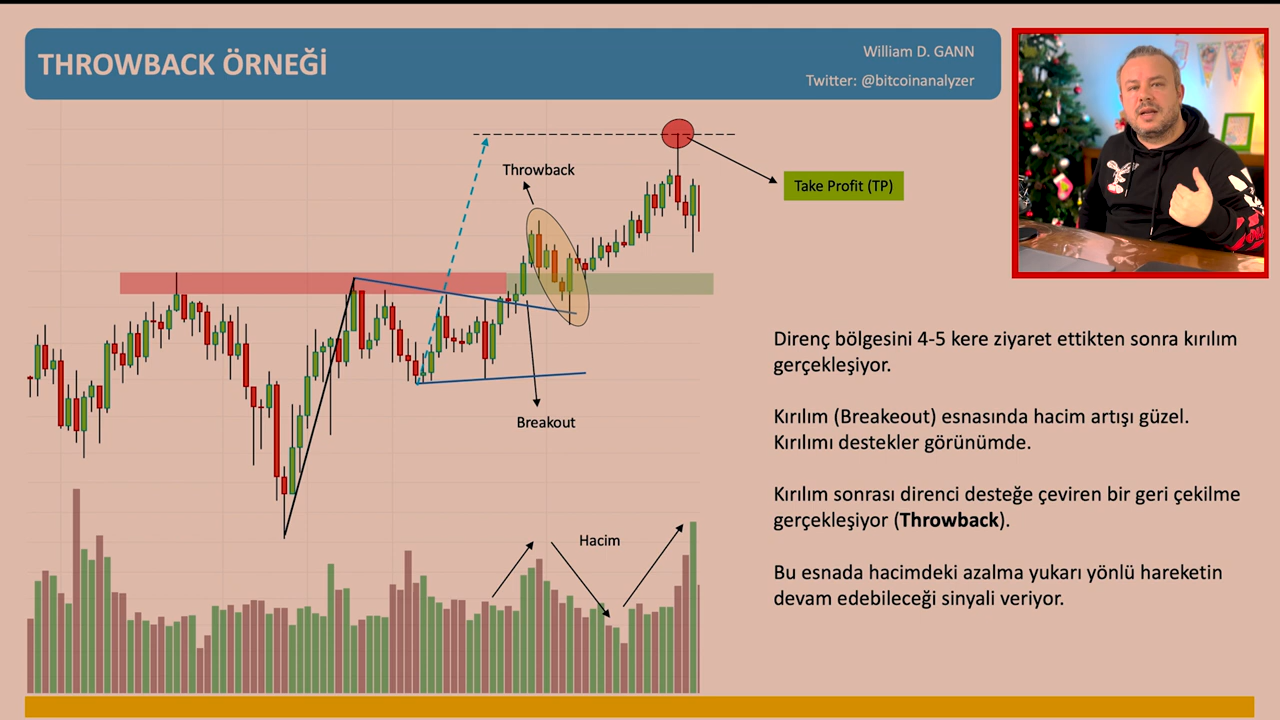 THROWBACK ÖRNEĞİ
William D. GANN
Twitter: @bitcoinanalyzer
Throwback
Take Profit (TP)
Breakout
Hacim
Direnç bölgesini 4-5 kere ziyaret ettikten sonra kırılım
gerçekleşiyor.
Kırılım (Breakeout) esnasında hacim artışı güzel.
Kırılımı destekler görünümde.
Kırılım sonrası direnci desteğe çeviren bir geri çekilme
gerçekleşiyor (Throwback).
Bu esnada hacimdeki azalma yukarı yönlü hareketin
devam edebileceği sinyali veriyor.